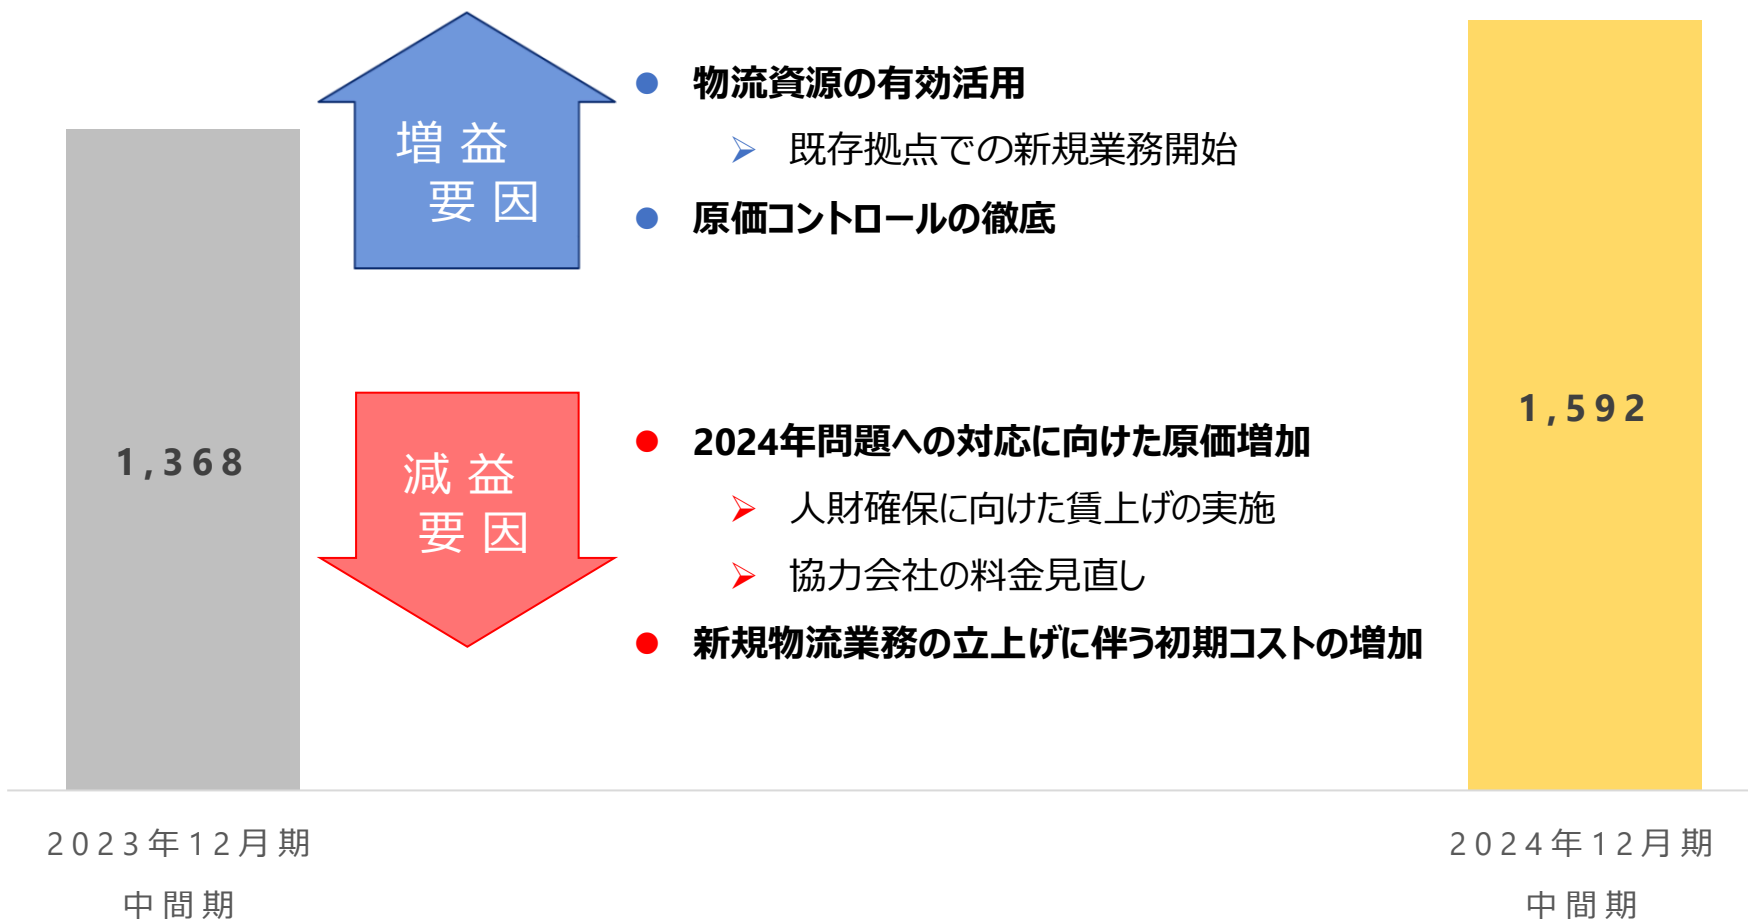 増益
要因
物流資源の有効活用
既存拠点での新規業務開始
原価コントロールの徹底
1,368
減益
要因
2024年問題への対応に向けた原価増加
人財確保に向けた賃上げの実施
協力会社の料金見直し
新規物流業務の立上げに伴う初期コストの増加
1,592
2023年12月期
中間期
2024年12月期
中間期